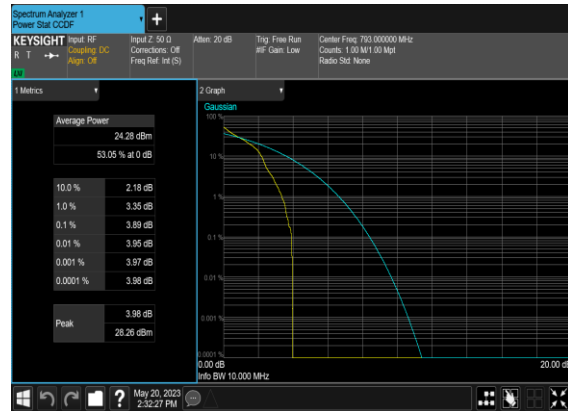 Spectrum Analyzer 1
Power Stat CCDF
+
KEYSIGHT
R T
LXI
Input: RF
Coupling: DC
Align: Off
Input Z: 50 Ω
Corrections: Off
Freq Ref: Int (S)
Atten: 20 dB
Trig: Free Run
#IF Gain: Low
Center Freq: 793.000000 MHz
Counts: 1.00 M/1.00 Mpt
Radio Std: None
1 Metrics
Average Power
24.28 dBm
53.05 % at 0 dB
10.0 % 2.18 dB
1.0 % 3.35 dB
0.1 % 3.89 dB
0.01 % 3.95 dB
0.001 % 3.97 dB
0.0001 % 3.98 dB
Peak
3.98 dB
28.26 dBm
2 Graph
Gaussian
100 %
10 %
1 %
0.1 %
0.01 %
0.001 %
0.0001 %
0.00 dB
20.00 dB
Info BW 10.000 MHz
?
May 20, 2023
2:32:27 PM